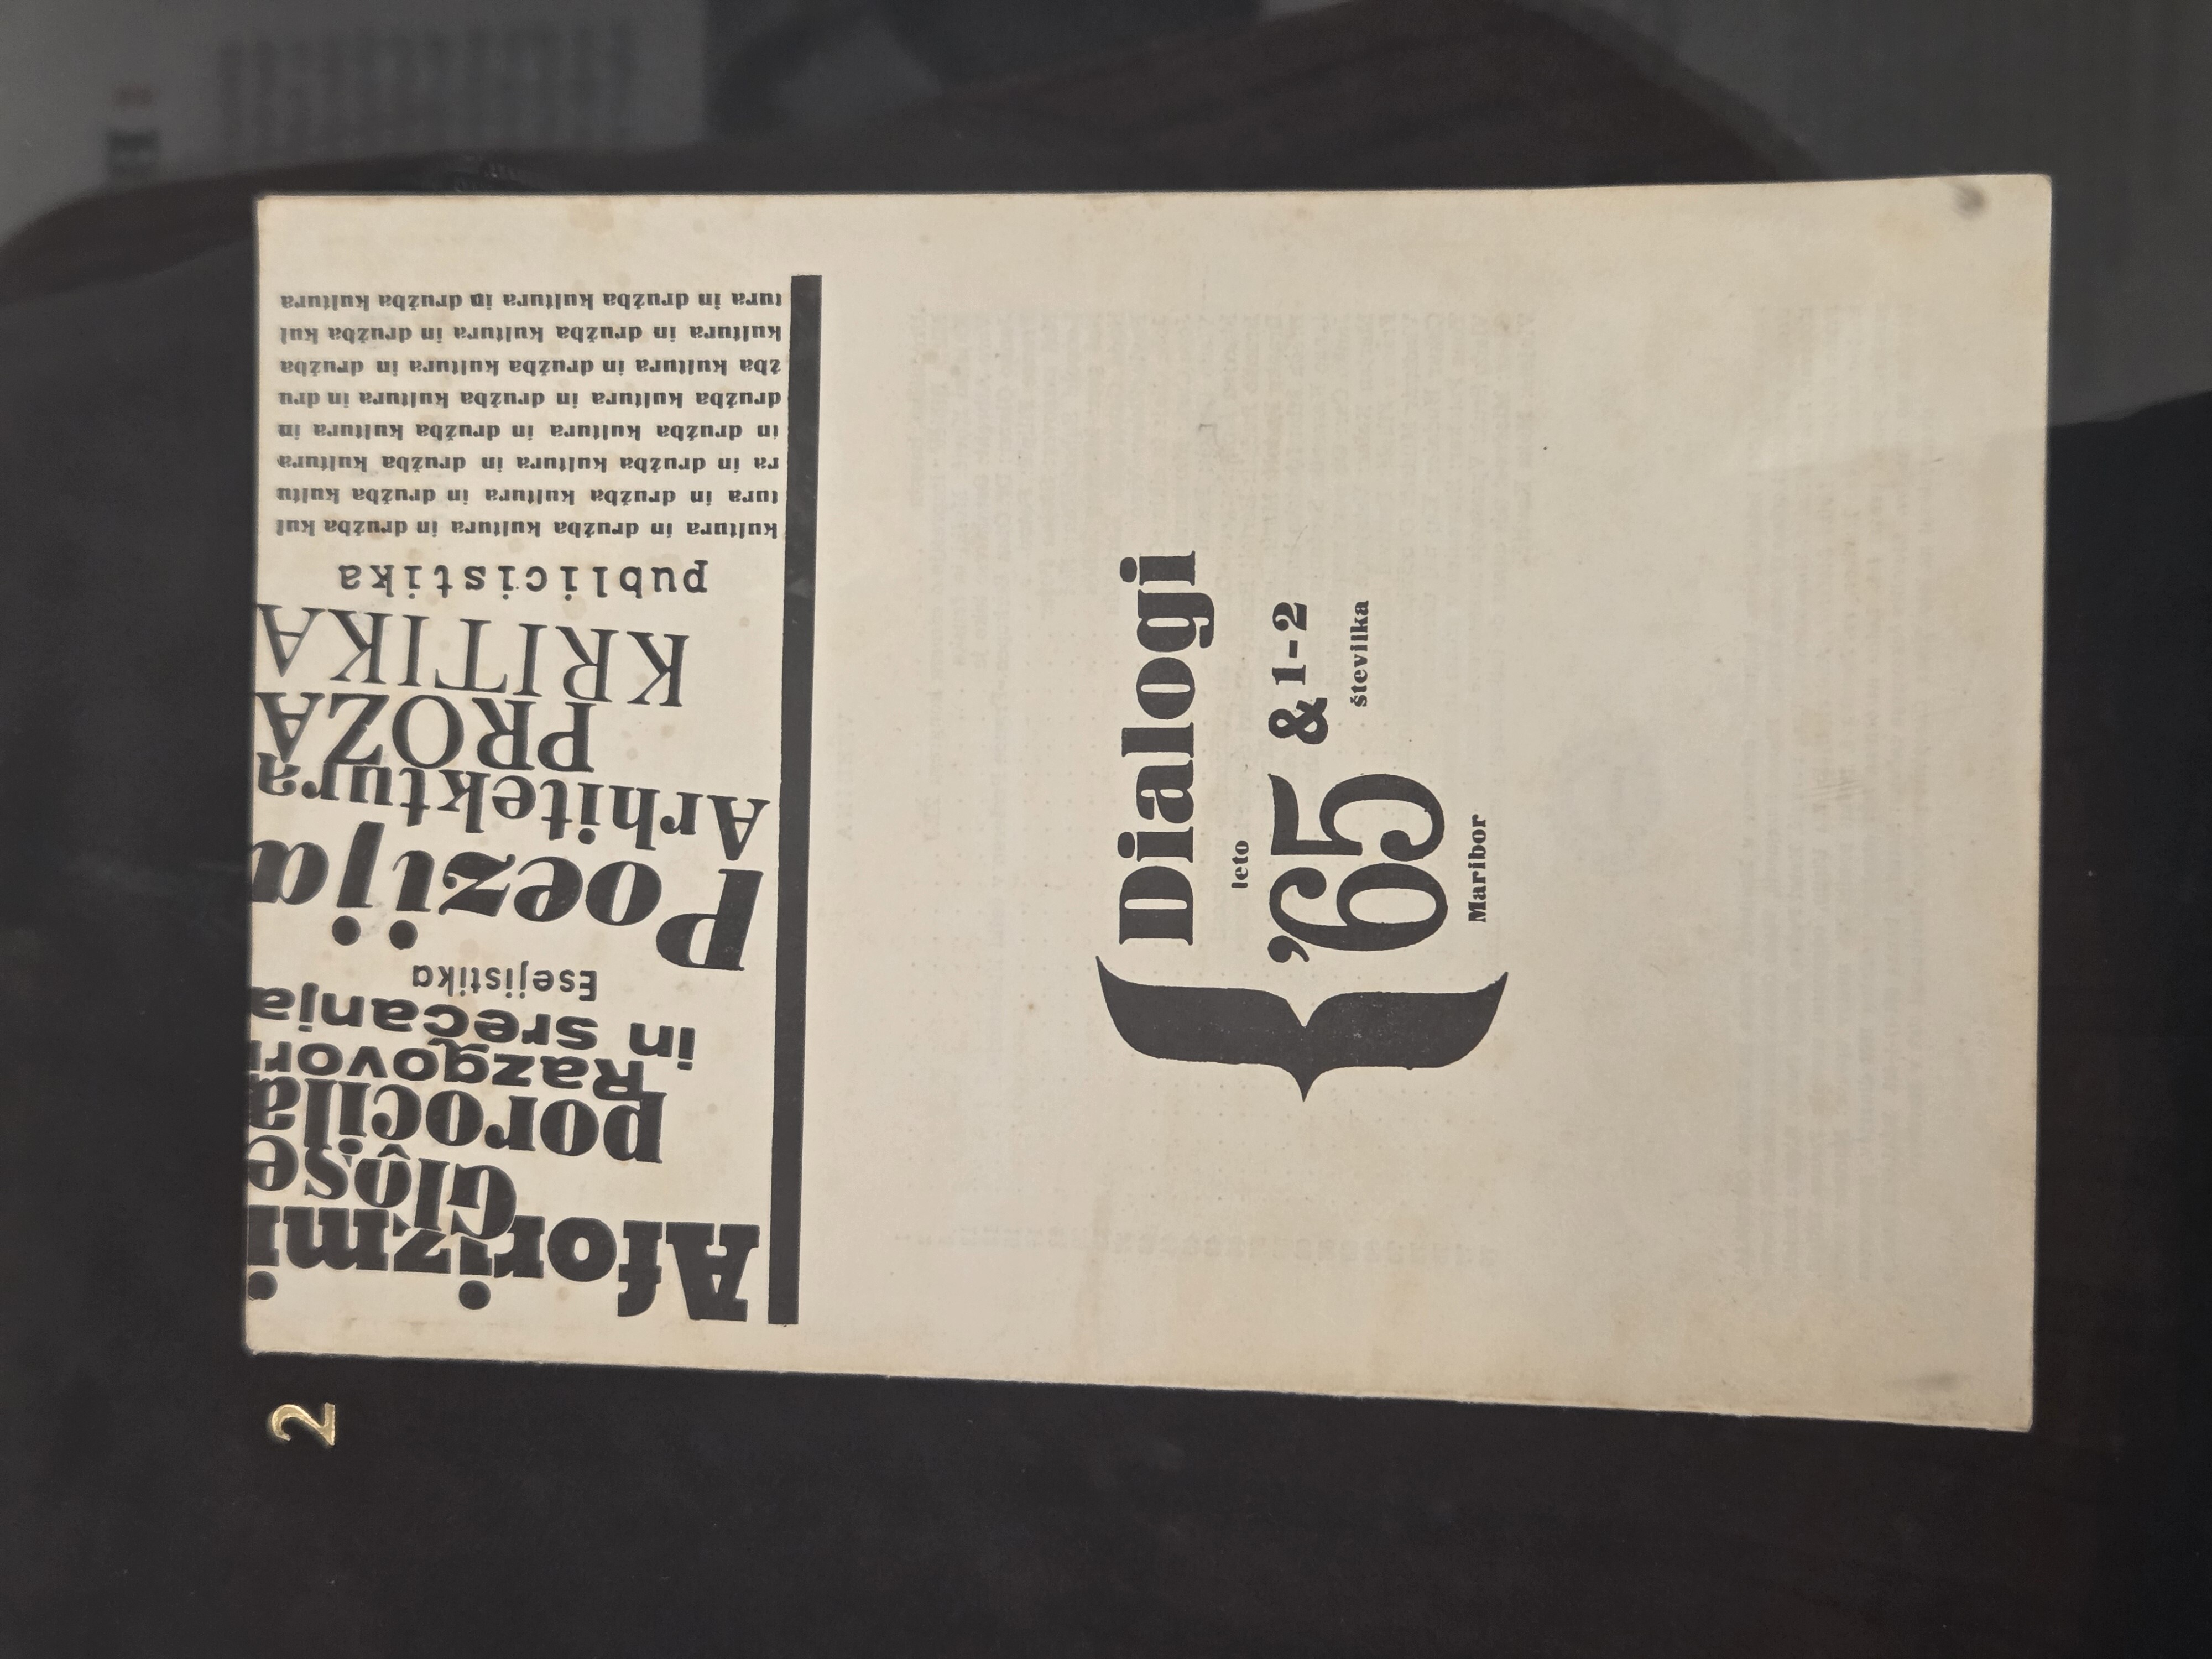 Aforizmi
Glose
poročila
Razgovori
in srečanja
Esejistika
Poezija
Arhitektura
PROZA
KRITIKA
publicistika
kultura in družba kultura in družba kul
tura in družba kultura in družba kultu
ra in družba kultura in družba kultura
in družba kultura in družba kultura in
družba kultura in družba kultura in dru
žba kultura in družba kultura in družba
kultura in družba kultura in družba kul
tura in družba kultura in družba kultura
Dialogi
leto
'65 & 1-2
številka
Maribor
2